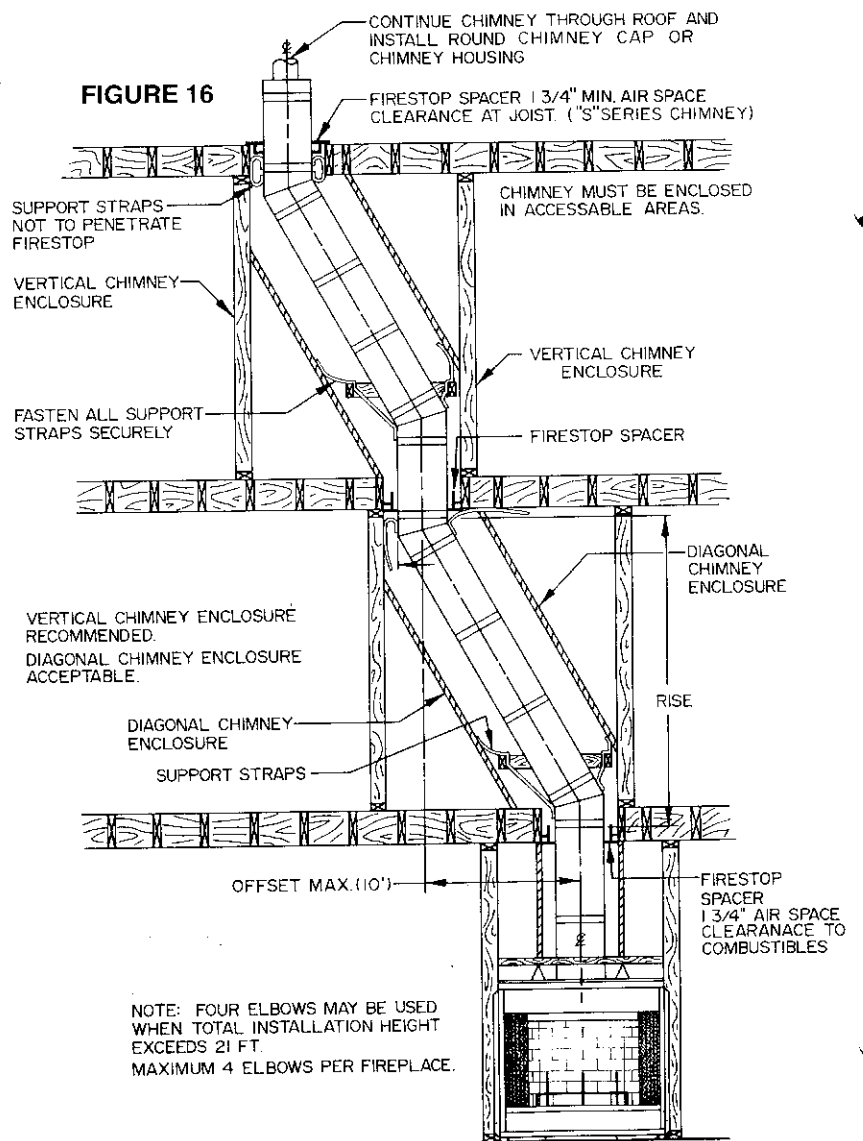 CONTINUE CHIMNEY THROUGH ROOF AND
INSTALL ROUND CHIMNEY CAP OR
CHIMNEY HOUSING
FIGURE 16
FIRESTOP SPACER 1 3/4" MIN. AIR SPACE
CLEARANCE AT JOIST. ("S" SERIES CHIMNEY)
CHIMNEY MUST BE ENCLOSED
IN ACCESSABLE AREAS.
SUPPORT STRAPS
NOT TO PENETRATE
FIRESTOP
VERTICAL CHIMNEY
ENCLOSURE
VERTICAL CHIMNEY
ENCLOSURE
FASTEN ALL SUPPORT
STRAPS SECURELY
FIRESTOP SPACER
DIAGONAL
CHIMNEY
ENCLOSURE
VERTICAL CHIMNEY ENCLOSURE
RECOMMENDED.
DIAGONAL CHIMNEY ENCLOSURE
ACCEPTABLE.
RISE
DIAGONAL CHIMNEY
ENCLOSURE
SUPPORT STRAPS
OFFSET MAX. (10')
FIRESTOP
SPACER
1 3/4" AIR SPACE
CLEARANACE TO
COMBUSTIBLES
NOTE: FOUR ELBOWS MAY BE USED
WHEN TOTAL INSTALLATION HEIGHT
EXCEEDS 21 FT.
MAXIMUM 4 ELBOWS PER FIREPLACE.